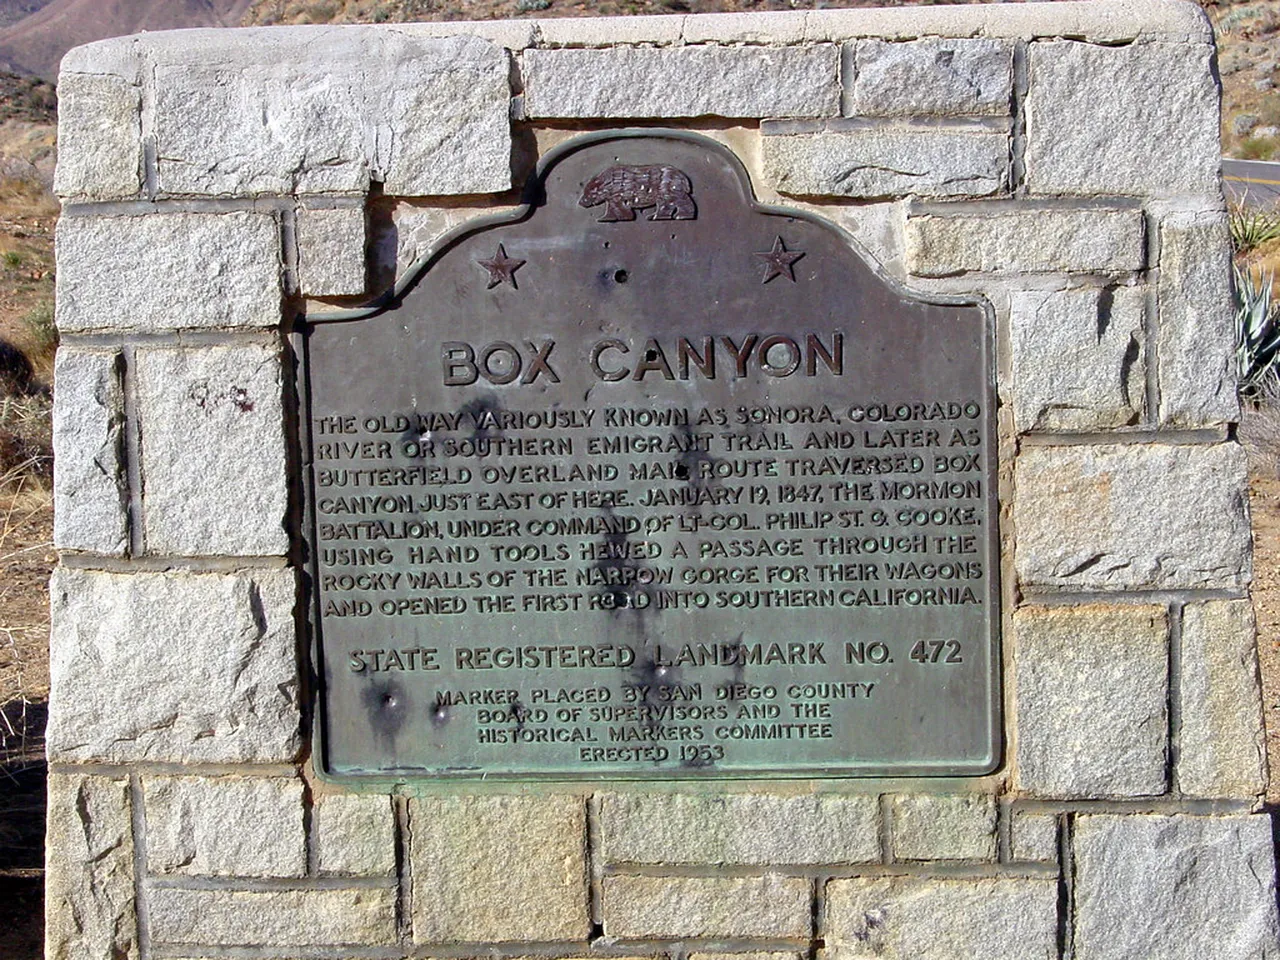 BOX CANYON
THE OLD WAY VARIOUSLY KNOWN AS SONORA, COLORADO
RIVER OR SOUTHERN EMIGRANT TRAIL AND LATER AS
BUTTERFIELD OVERLAND MAIL ROUTE TRAVERSED BOX
CANYON, JUST EAST OF HERE. JANUARY 19, 1847, THE MORMON
BATTALION, UNDER COMMAND OF LT-COL. PHILIP ST. G. COOKE,
USING HAND TOOLS HEWED A PASSAGE THROUGH THE
ROCKY WALLS OF THE NARROW GORGE FOR THEIR WAGONS
AND OPENED THE FIRST ROAD INTO SOUTHERN CALIFORNIA.
STATE REGISTERED LANDMARK NO. 472
MARKER PLACED BY SAN DIEGO COUNTY
BOARD OF SUPERVISORS AND THE
HISTORICAL MARKERS COMMITTEE
ERECTED 1953